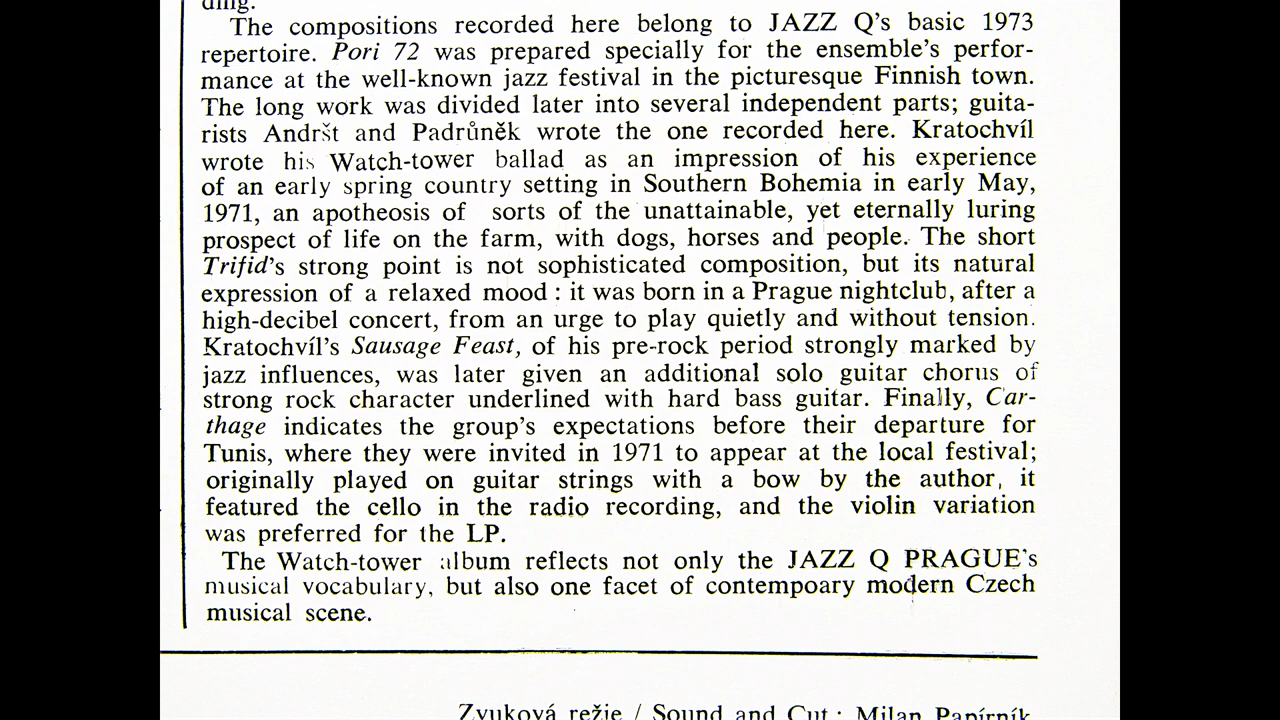 ding.
The compositions recorded here belong to JAZZ Q's basic 1973
repertoire. Pori 72 was prepared specially for the ensemble's perfor-
mance at the well-known jazz festival in the picturesque Finnish town.
The long work was divided later into several independent parts; guita-
rists Andršt and Padrůněk wrote the one recorded here. Kratochvíl
wrote his Watch-tower ballad as an impression of his experience
of an early spring country setting in Southern Bohemia in early May,
1971, an apotheosis of sorts of the unattainable, yet eternally luring
prospect of life on the farm, with dogs, horses and people. The short
Trifid's strong point is not sophisticated composition, but its natural
expression of a relaxed mood : it was born in a Prague nightclub, after a
high-decibel concert, from an urge to play quietly and without tension.
Kratochvíl's Sausage Feast, of his pre-rock period strongly marked by
jazz influences, was later given an additional solo guitar chorus of
strong rock character underlined with hard bass guitar. Finally, Car-
thage indicates the group's expectations before their departure for
Tunis, where they were invited in 1971 to appear at the local festival;
originally played on guitar strings with a bow by the author, it
featured the cello in the radio recording, and the violin variation
was preferred for the LP.
The Watch-tower album reflects not only the JAZZ Q PRAGUE's
musical vocabulary, but also one facet of contempoary modern Czech
musical scene.
Zvuková režie / Sound and Cut : Milan Papírník